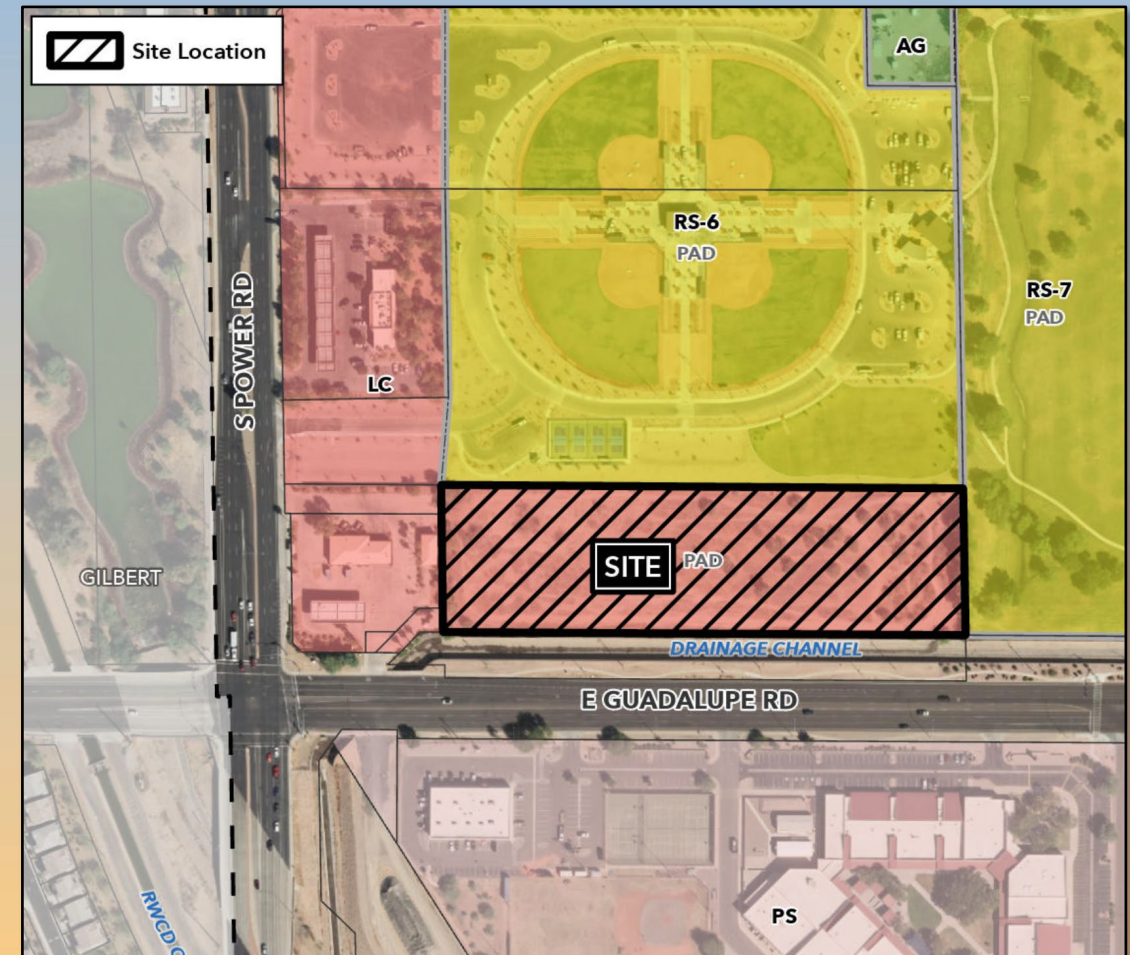 Site Location
AG
RS-6
PAD
RS-7
PAD
S POWER RD
LC
GILBERT
SITE
PAD
DRAINAGE CHANNEL
E GUADALUPE RD
RWCD
PS